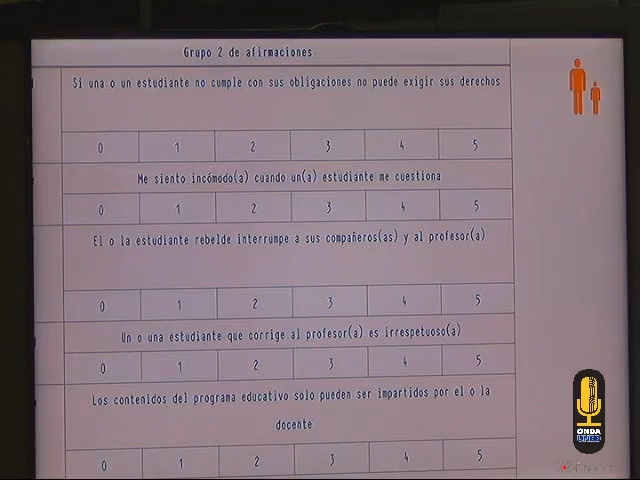 Grupo 2 de afirmaciones
Si una o un estudiante no cumple con sus obligaciones no puede exigir sus derechos
0 1 2 3 4 5
Me siento incómodo(a) cuando un(a) estudiante me cuestiona
0 1 2 3 4 5
El o la estudiante rebelde interrumpe a sus compañeros(as) y al profesor(a)
0 1 2 3 4 5
Un o una estudiante que corrige al profesor(a) es irrespetuoso(a)
0 1 2 3 4 5
Los contenidos del programa educativo solo pueden ser impartidos por el o la
docente
0 1 2 3 4 5
ONDA
UNED